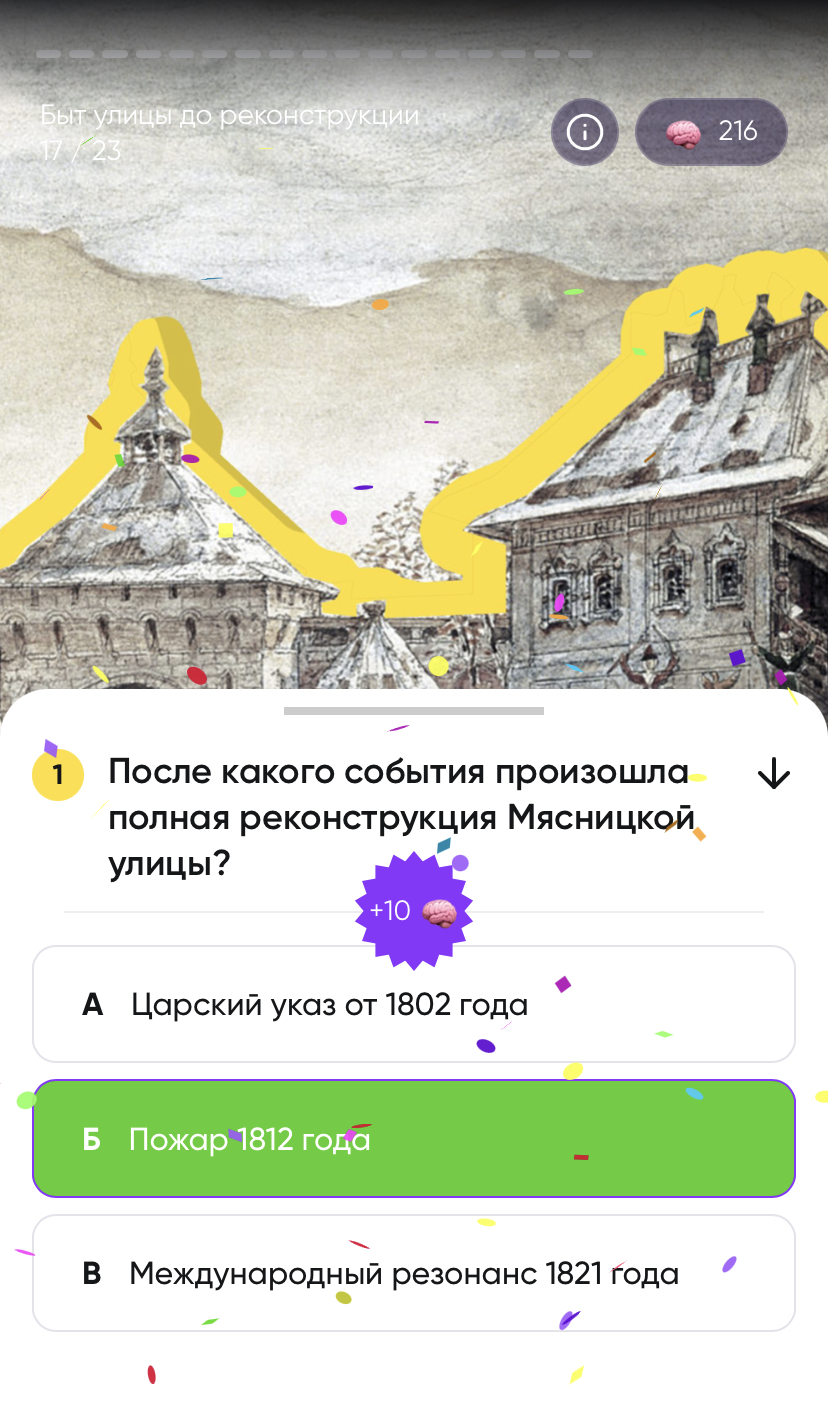 Быт улицы до реконструкции
17 / 23
216
1
После какого события произошла
полная реконструкция Мясницкой
улицы?
+10
А Царский указ от 1802 года
Б Пожар 1812 года
В Международный резонанс 1821 года